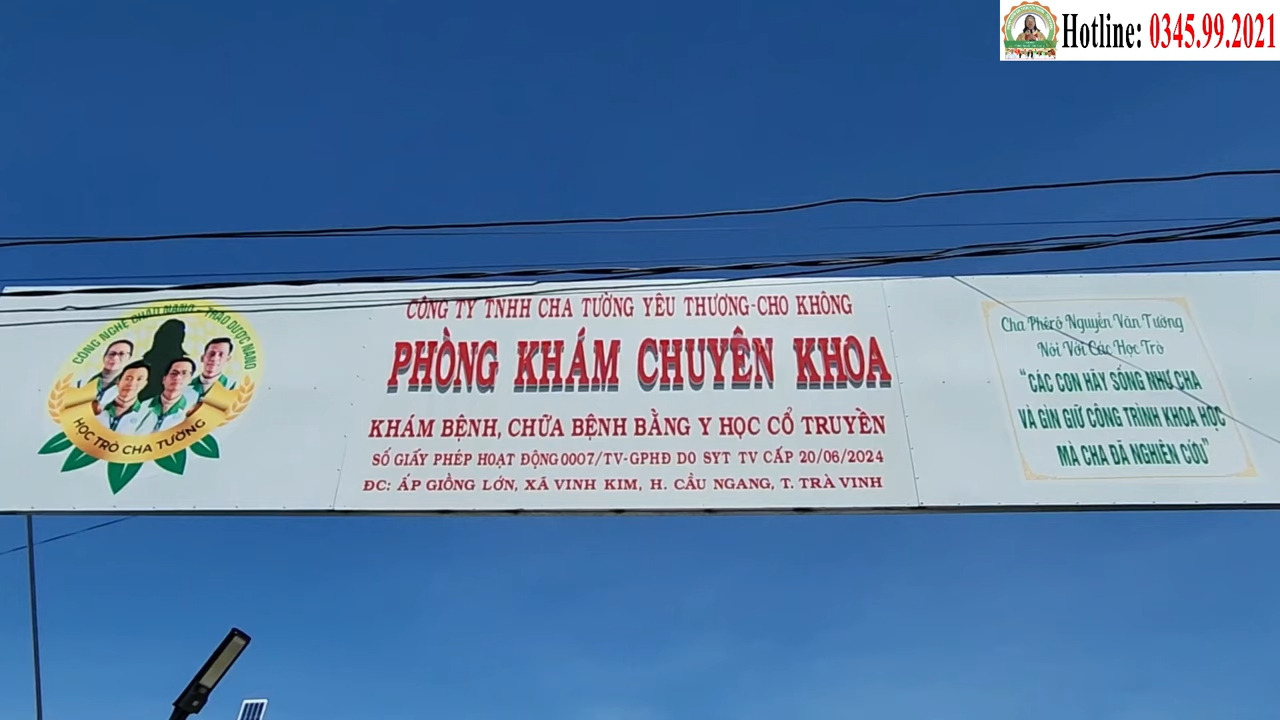 Hotline: 0345.99.2021
CÔNG NGHỆ CHÂU NANO - THẢO DƯỢC NANO
HỌC TRÒ CHA TƯỜNG
CÔNG TY TNHH CHA TƯỜNG YÊU THƯƠNG-CHO KHÔNG
PHÒNG KHÁM CHUYÊN KHOA
KHÁM BỆNH, CHỮA BỆNH BẰNG Y HỌC CỔ TRUYỀN
SỐ GIẤY PHÉP HOẠT ĐỘNG 0007/TV-GPHĐ DO SYT TV CẤP 20/06/2024
ĐC: ẤP GIỒNG LỚN, XÃ VINH KIM, H. CẦU NGANG, T. TRÀ VINH
Cha Phêrô Nguyễn Văn Tường
Nói Với Các Học Trò
"CÁC CON HÃY SỐNG NHƯ CHA
VÀ GÌN GIỮ CÔNG TRÌNH KHOA HỌC
MÀ CHA ĐÃ NGHIÊN CỨU"